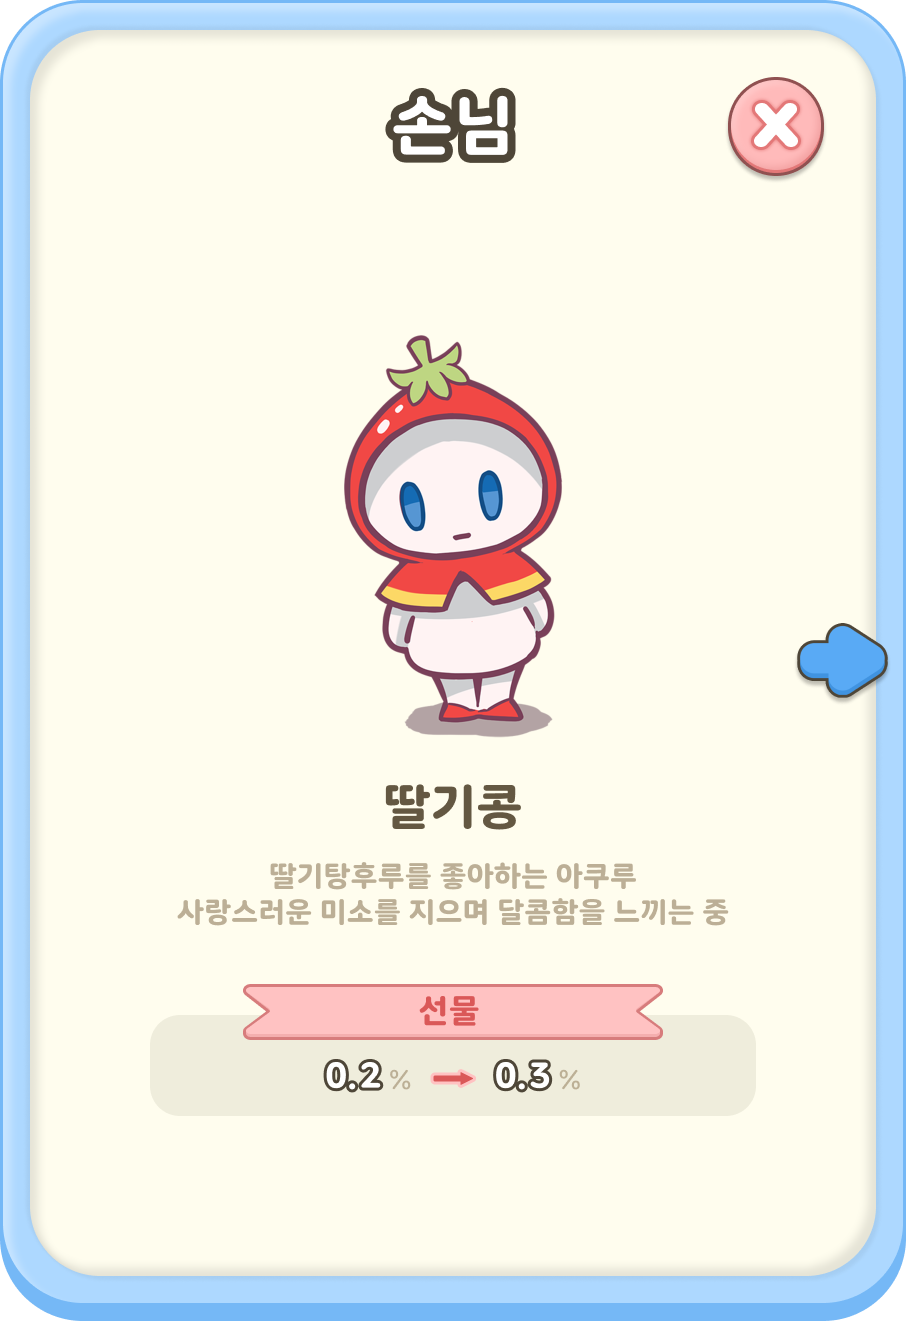 손님
딸기콩
딸기탕후루를 좋아하는 아쿠루
사랑스러운 미소를 지으며 달콤함을 느끼는 중
선물
0.2 % 0.3 %